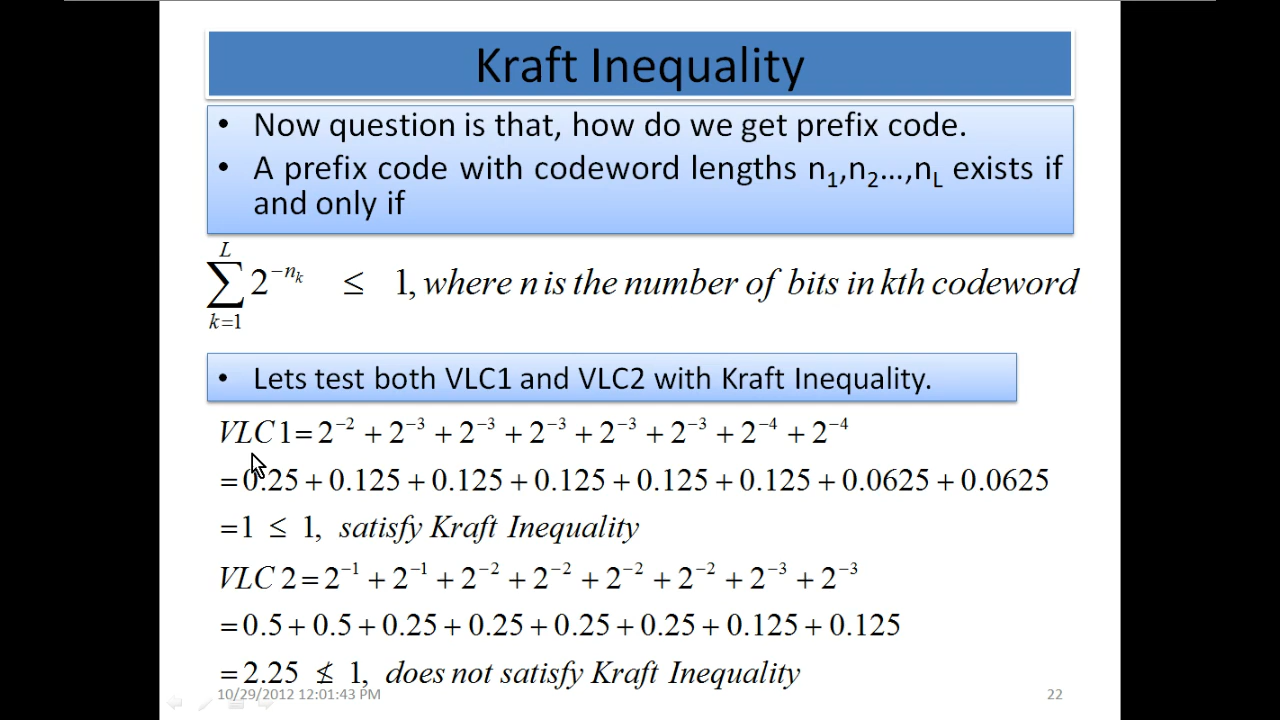 Kraft Inequality
• Now question is that, how do we get prefix code.
• A prefix code with codeword lengths n₁,n₂...,n_L exists if
and only if
∑_{k=1}^{L} 2^{−n_k} ≤ 1, where n is the number of bits in kth codeword
• Lets test both VLC1 and VLC2 with Kraft Inequality.
VLC1=2⁻² + 2⁻³ + 2⁻³ + 2⁻³ + 2⁻³ + 2⁻³ + 2⁻⁴ + 2⁻⁴
=0.25+0.125+0.125+0.125+0.125+0.125+0.0625+0.0625
=1 ≤ 1, satisfy Kraft Inequality
VLC 2=2⁻¹ + 2⁻¹ + 2⁻² + 2⁻² + 2⁻² + 2⁻² + 2⁻³ + 2⁻³
=0.5+0.5+0.25+0.25+0.25+0.25+0.125+0.125
=2.25 ≰ 1, does not satisfy Kraft Inequality
10/29/2012 12:01:43 PM 22